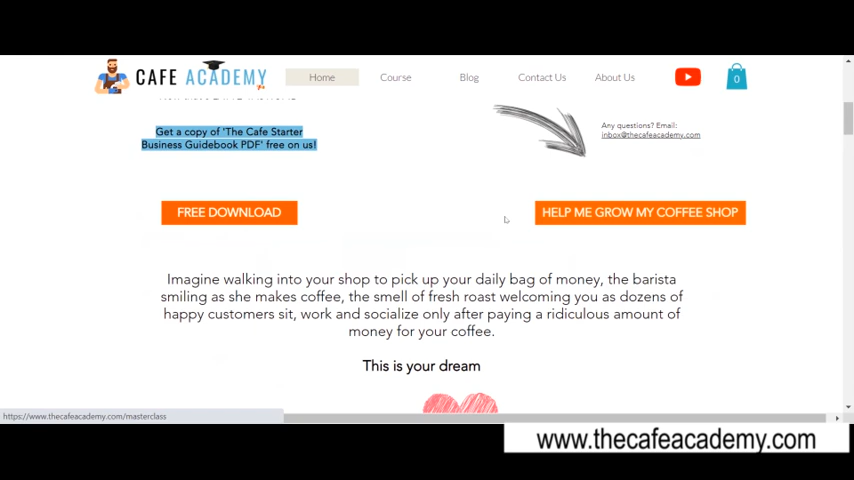 CAFE ACADEMY
Home
Course
Blog
Contact Us
About Us
0
Get a copy of 'The Cafe Starter
Business Guidebook PDF' free on us!
Any questions? Email:
inbox@thecafeacademy.com
FREE DOWNLOAD
HELP ME GROW MY COFFEE SHOP
Imagine walking into your shop to pick up your daily bag of money, the barista
smiling as she makes coffee, the smell of fresh roast welcoming you as dozens of
happy customers sit, work and socialize only after paying a ridiculous amount of
money for your coffee.
This is your dream
https://www.thecafeacademy.com/masterclass
www.thecafeacademy.com